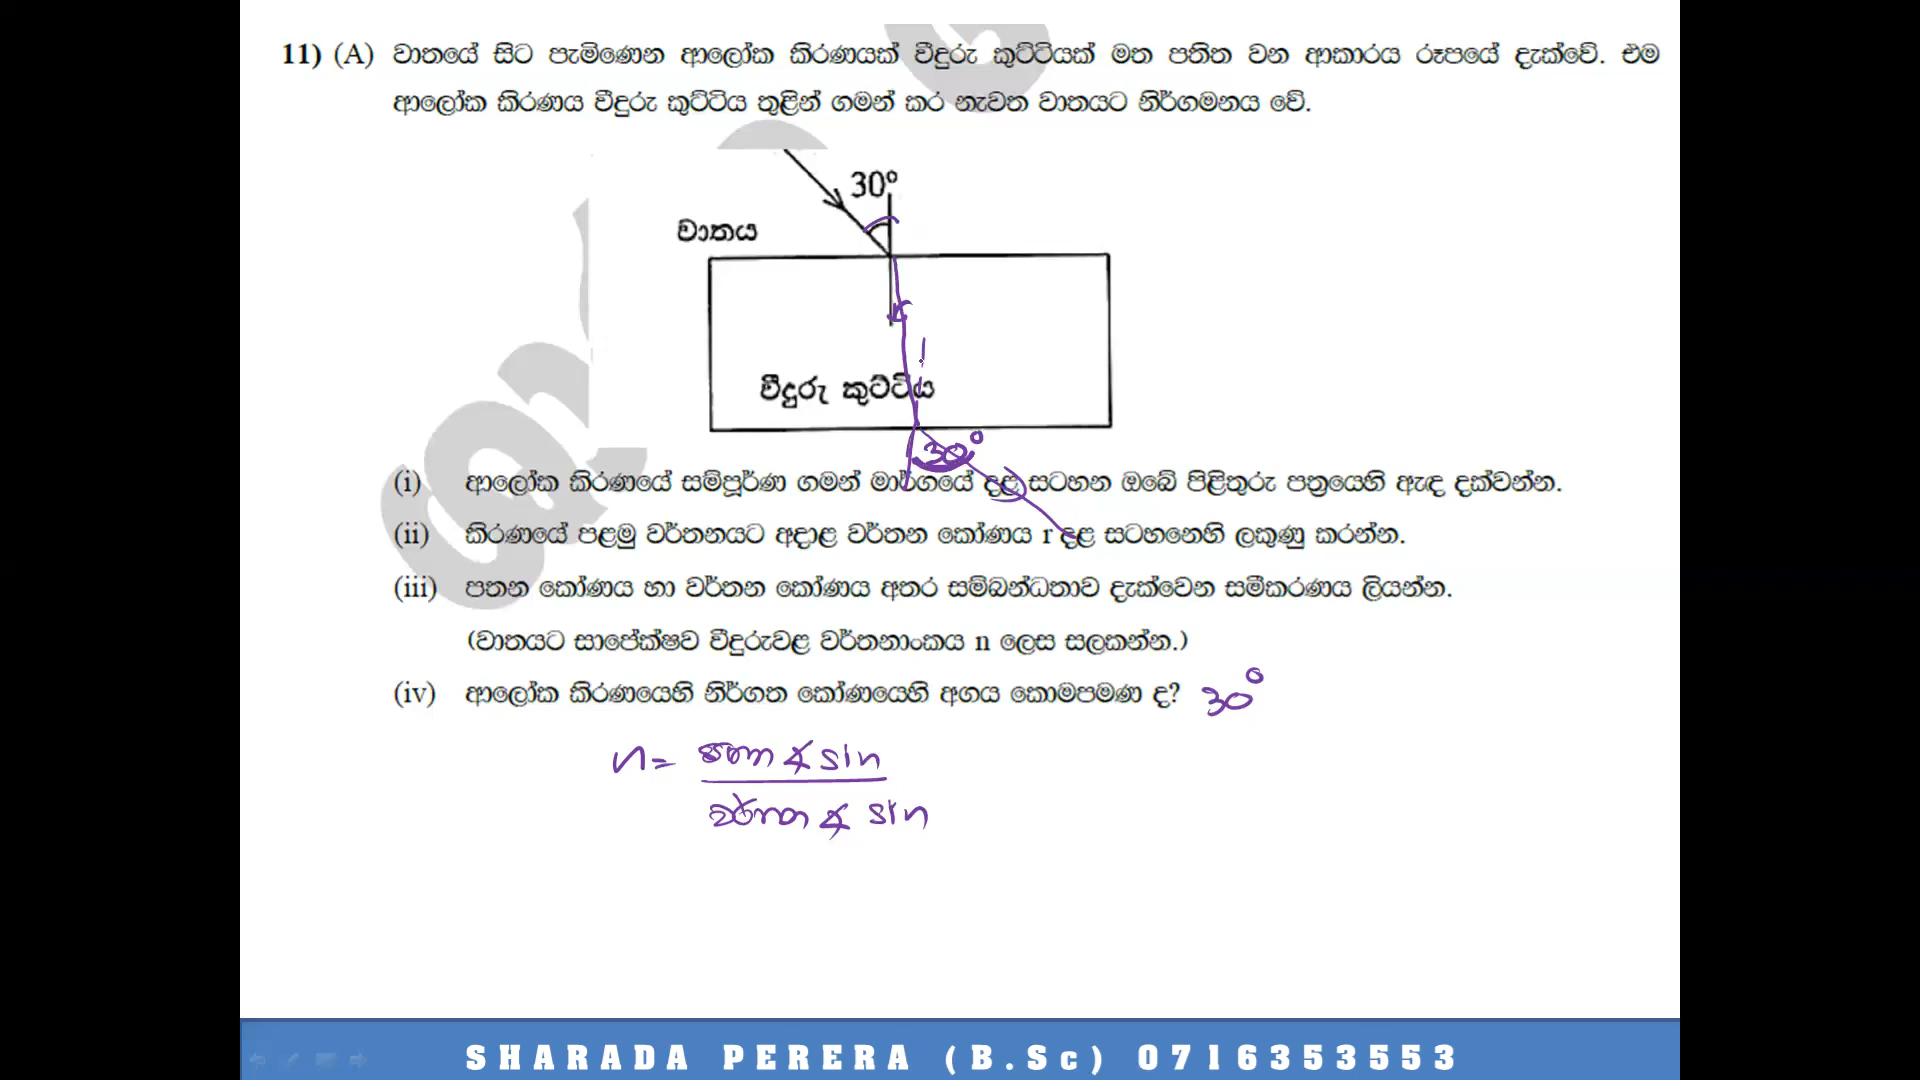 11) (A) වාතයේ සිට පැමිණෙන ආලෝක කිරණයක් වීදුරු කුට්ටියක් මත පතිත වන ආකාරය රූපයේ දැක්වේ. එම
ආලෝක කිරණය වීදුරු කුට්ටිය තුළින් ගමන් කර නැවත වාතයට නිර්ගමනය වේ.
30°
වාතය
r
වීදුරු කුට්ටිය
30°
(i) ආලෝක කිරණයේ සම්පූර්ණ ගමන් මාර්ගයේ දළ සටහන ඔබේ පිළිතුරු පත්‍රයෙහි ඇඳ දක්වන්න.
(ii) කිරණයේ පළමු වර්තනයට අදාළ වර්තන කෝණය r දළ සටහනෙහි ලකුණු කරන්න.
(iii) පතන කෝණය හා වර්තන කෝණය අතර සම්බන්ධතාව දැක්වෙන සමීකරණය ලියන්න.
(වාතයට සාපේක්ෂව වීදුරුවළ වර්තනාංකය n ලෙස සලකන්න.)
(iv) ආලෝක කිරණයෙහි නිර්ගත කෝණයෙහි අගය කොමපමණ ද? 30°
n = පතන ∡ sin
වර්තන ∡ sin
SHARADA PERERA (B.Sc) 0716353553